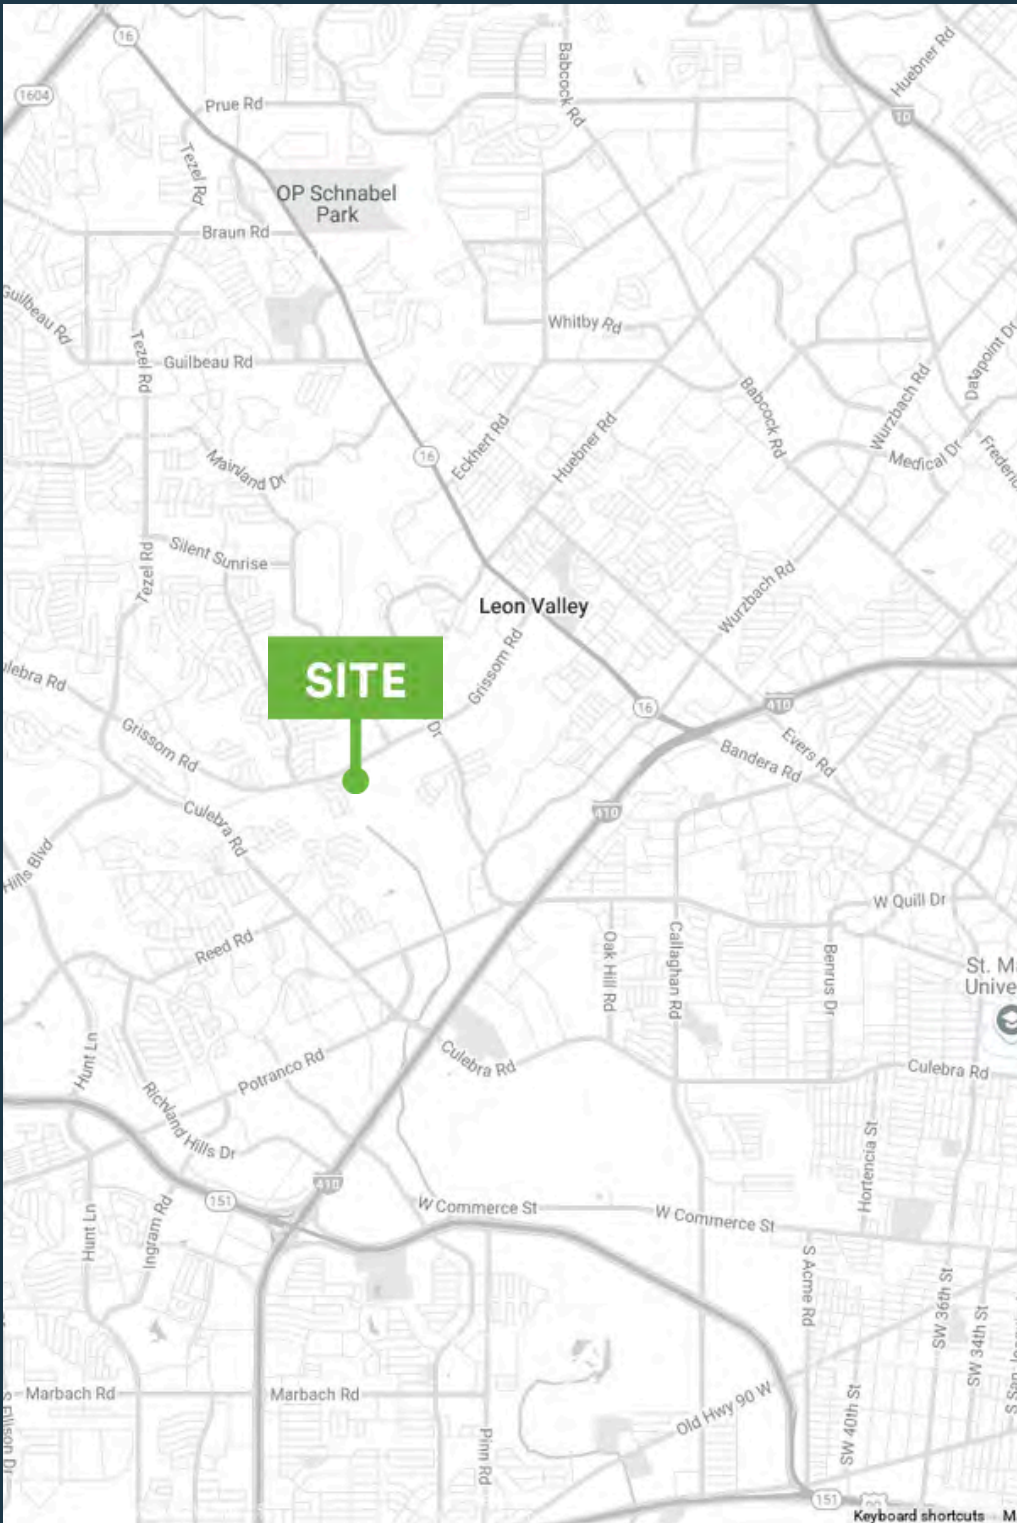 16
Babcock Rd
Huebner Rd
1604
Prue Rd
10
Tezel Rd
OP Schnabel
Park
Braun Rd
Guilbeau Rd
Whitby Rd
Tezel Rd
Guilbeau Rd
Datapoint Dr
Babcock Rd
Wurzbach Rd
Eckhert Rd
Huebner Rd
16
Mainland Dr
Medical Dr
Silent Sunrise
Tezel Rd
Wurzbach Rd
Leon Valley
Grissom Rd
SITE
ulebra Rd
16
410
Dr
Grissom Rd
Evers Rd
Bandera Rd
Culebra Rd
410
Hills Blvd
W Quill Dr
Reed Rd
Oak Hill Rd
Callaghan Rd
Benrus Dr
St. M
Unive
Hunt Ln
Culebra Rd
Potranco Rd
Culebra Rd
Richland Hills Dr
Hortencia St
410
151
W Commerce St
W Commerce St
Hunt Ln
Ingram Rd
S Acme Rd
SW 36th St
SW 34th St
Marbach Rd
Marbach Rd
Old Hwy 90 W
SW 40th St
S Ellison Dr
Pinn Rd
151
90
Keyboard shortcuts
M